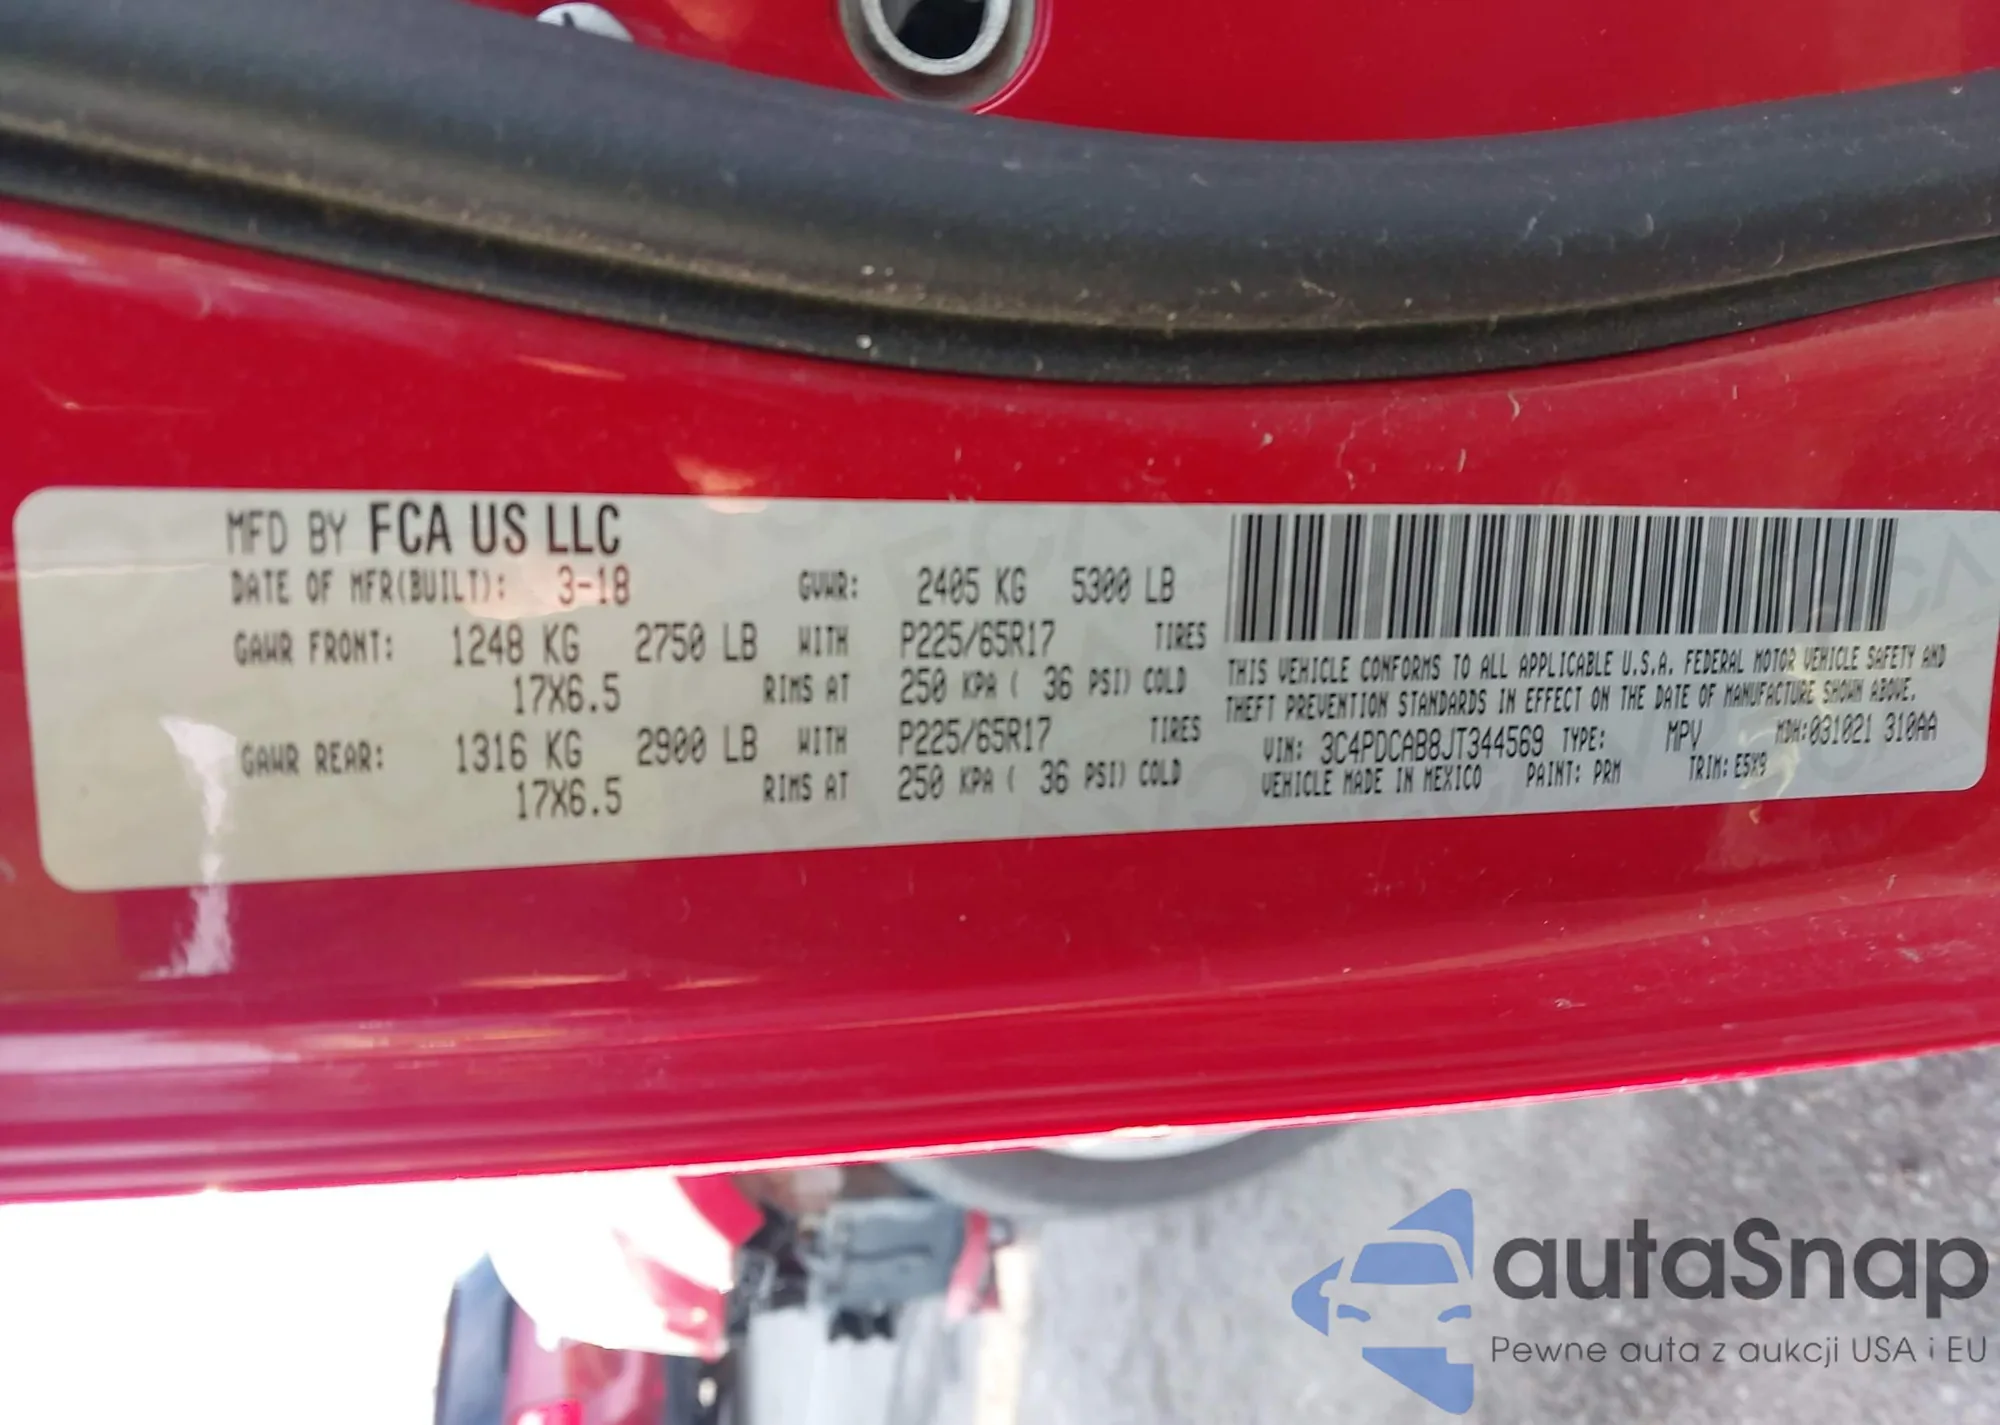 MFD BY FCA US LLC
DATE OF MFR(BUILT): 3-18 GVWR: 2405 KG 5300 LB
GAWR FRONT: 1248 KG 2750 LB WITH P225/65R17 TIRES
17X6.5 RIMS AT 250 KPA ( 36 PSI) COLD
GAWR REAR: 1316 KG 2900 LB WITH P225/65R17 TIRES
17X6.5 RIMS AT 250 KPA ( 36 PSI) COLD
THIS VEHICLE CONFORMS TO ALL APPLICABLE U.S.A. FEDERAL MOTOR VEHICLE SAFETY AND
THEFT PREVENTION STANDARDS IN EFFECT ON THE DATE OF MANUFACTURE SHOWN ABOVE.
VIN: 3C4PDCAB8JT344569 TYPE: MPV MDH:031021 310AA
VEHICLE MADE IN MEXICO PAINT: PRM TRIM: E5X9
autaSnap
Pewne auta z aukcji USA i EU